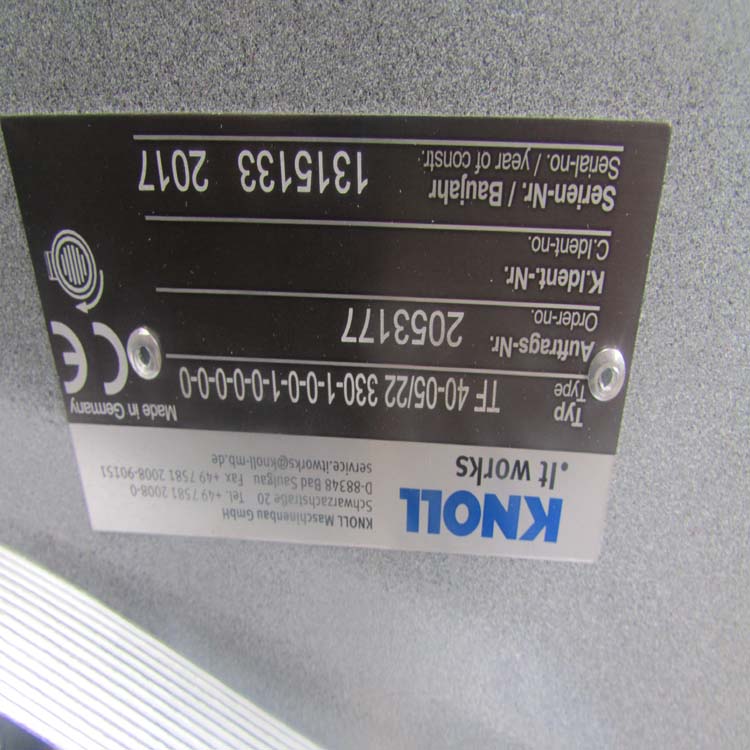 KNOLL
.It works
KNOLL Maschinenbau GmbH
Schwarzachstraße 20 Tel. +49 7581 2008-0
D-88348 Bad Saulgau Fax +49 7581 2008-90151
service.itworks@knoll-mb.de
Made in Germany
Typ
Type
TF 40-05/22 330-1-0-0-1-0-0-0-0
CE
Auftrags-Nr.
Order-no.
2053177
K.Ident.-Nr.
C.Ident-no.
Serien-Nr. / Baujahr
Serial-no. / year of constr.
1315133 2017